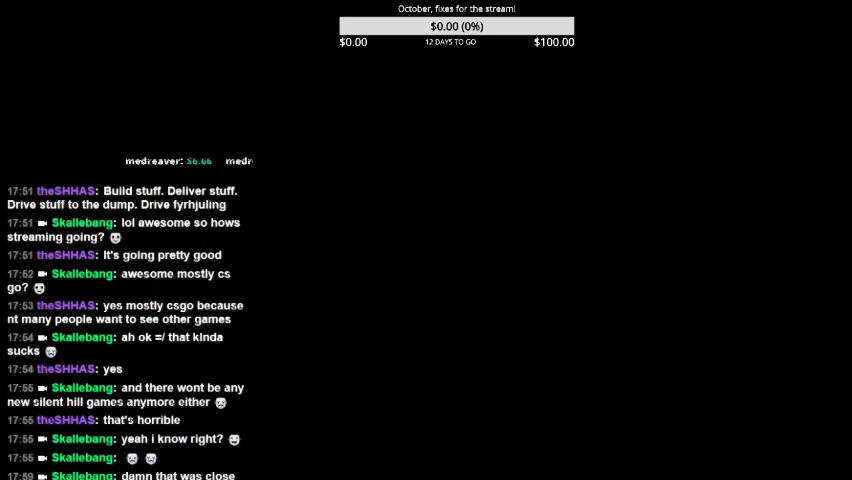 October, fixes for the stream!
$0.00 (0%)
$0.00 12 DAYS TO GO $100.00
medreaver: $6.66 medr
17:51 theSHHAS: Build stuff. Deliver stuff.
Drive stuff to the dump. Drive fyrhjuling
17:51 Skallebang: lol awesome so hows
streaming going?
17:51 theSHHAS: It's going pretty good
17:52 Skallebang: awesome mostly cs
go?
17:53 theSHHAS: yes mostly csgo because
nt many people want to see other games
17:54 Skallebang: ah ok =/ that kinda
sucks
17:54 theSHHAS: yes
17:55 Skallebang: and there wont be any
new silent hill games anymore either
17:55 theSHHAS: that's horrible
17:55 Skallebang: yeah i know right?
17:55 Skallebang:
17:59 Skallebang: damn that was close